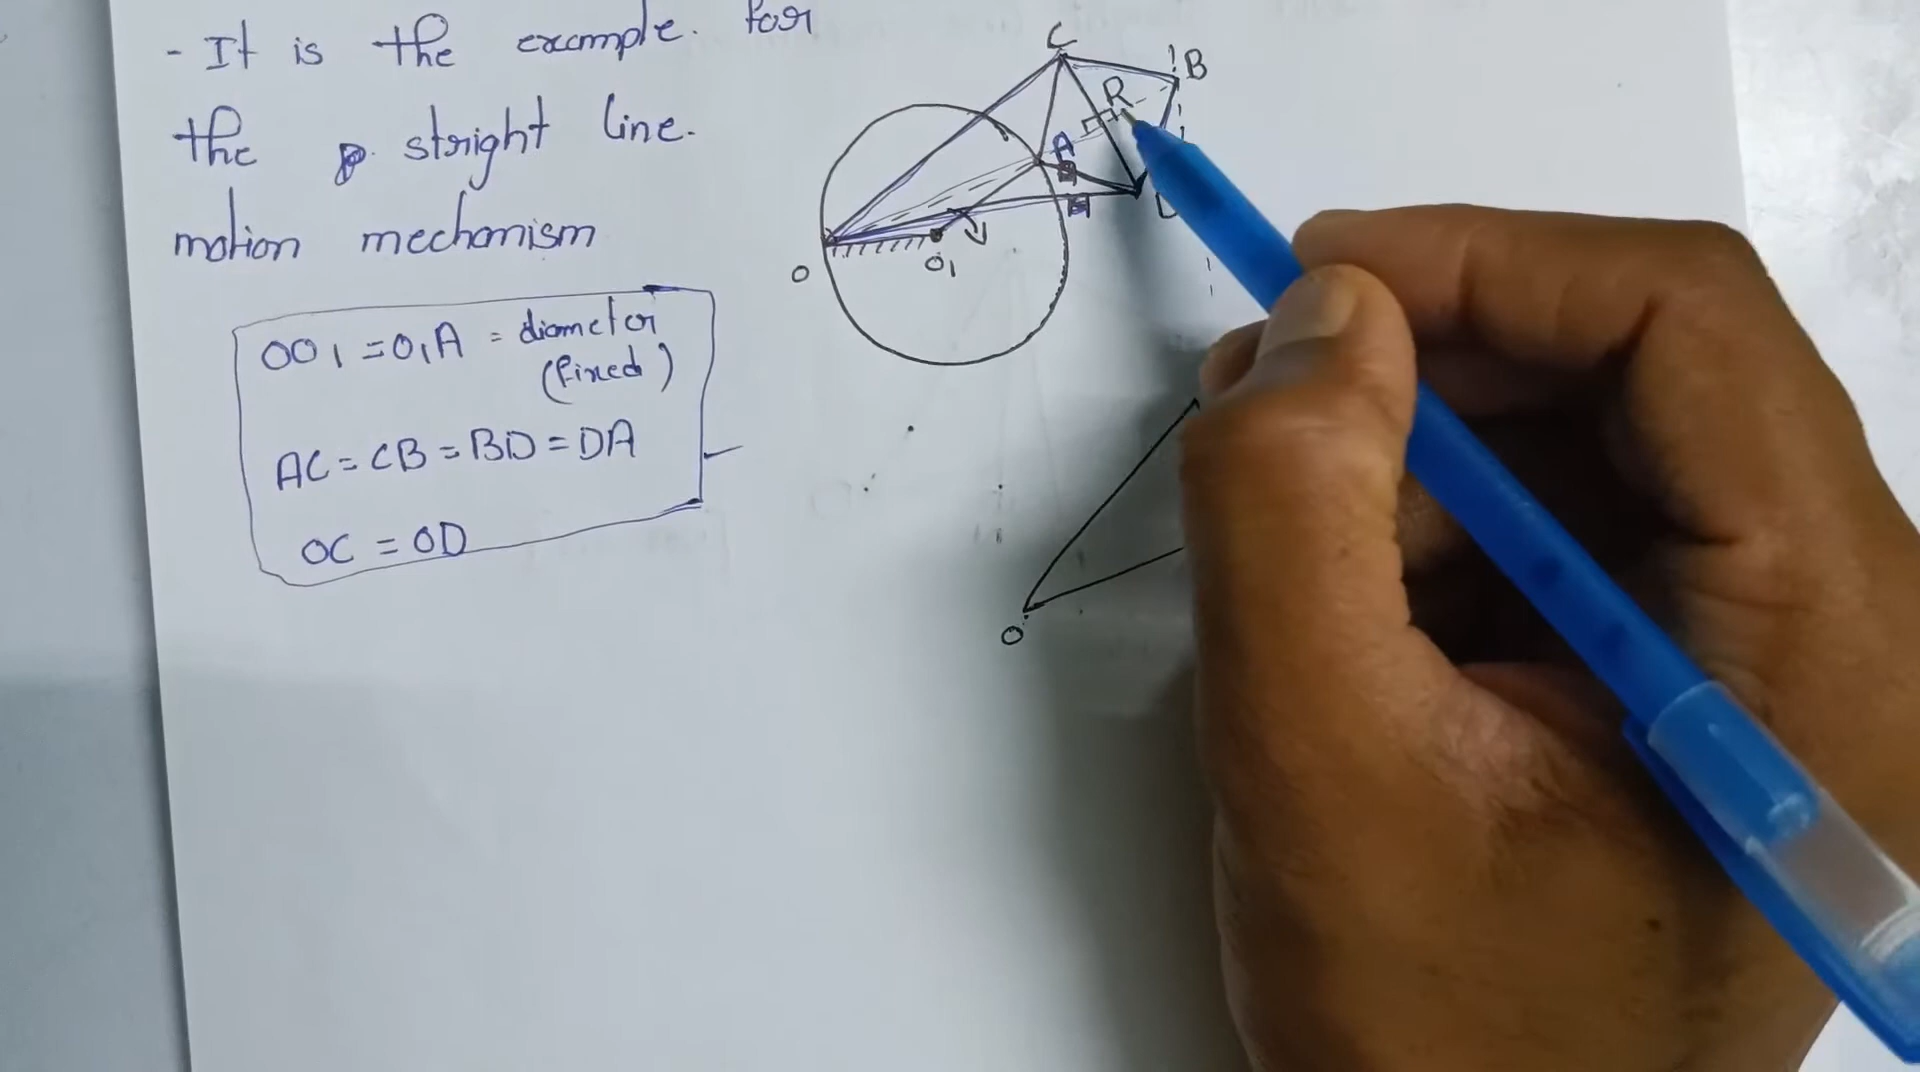 - It is the example. for
the stright line.
motion mechanism
OO1 = O1A = diameter
(fixed)
AC = CB = BD = DA
OC = OD
C
B
R
A
O
O1
O